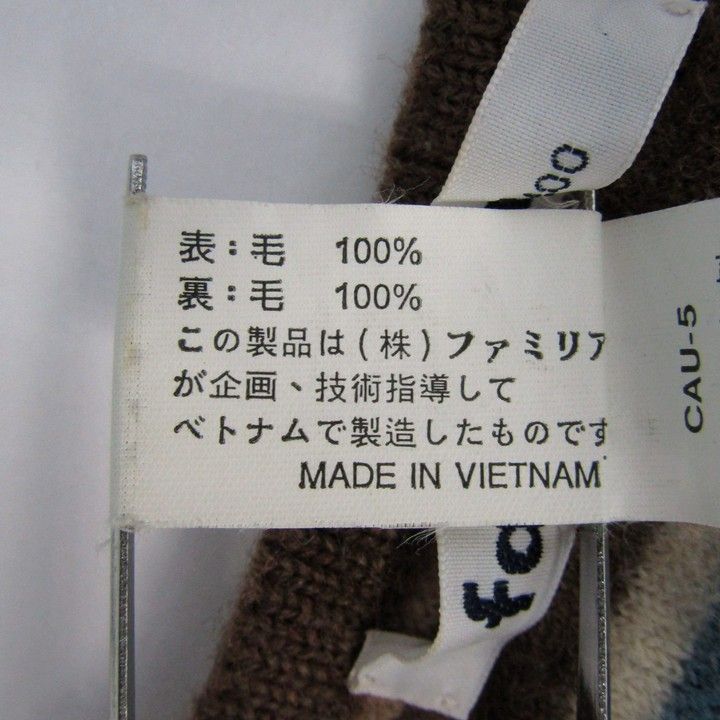 表：毛 100%
裏：毛 100%
この製品は(株)ファミリア
が企画、技術指導して
ベトナムで製造したものです
MADE IN VIETNAM
CAU-5